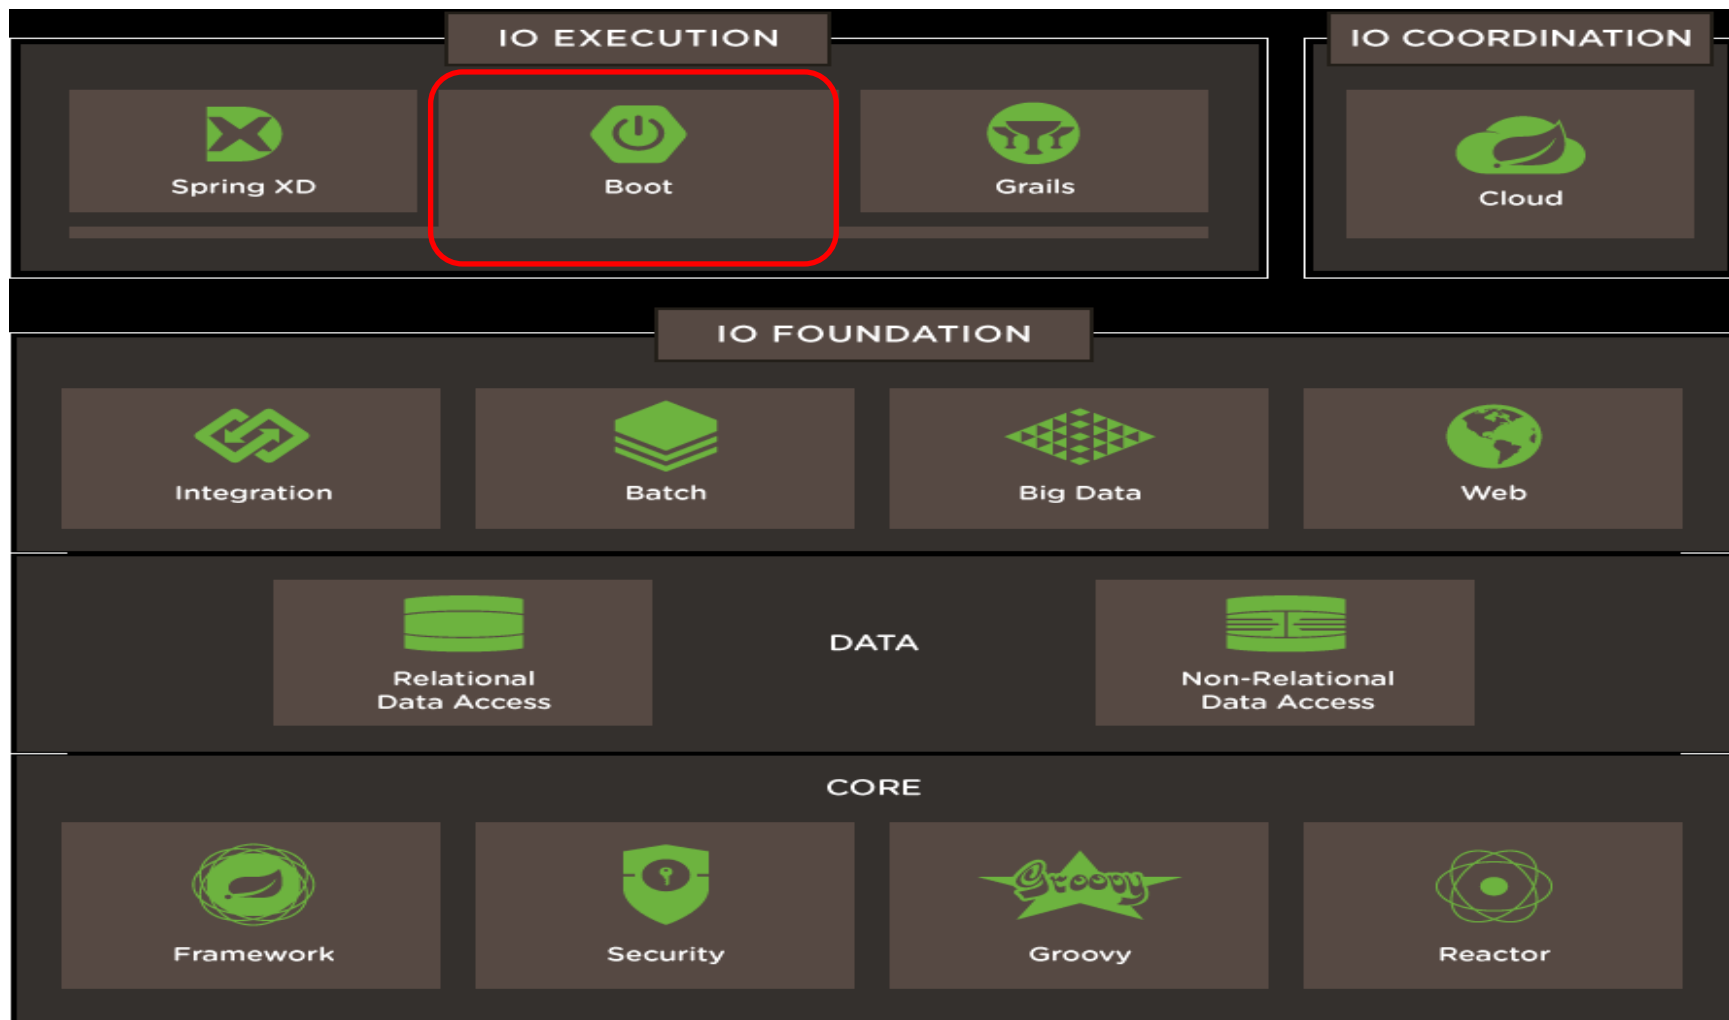 IO EXECUTION
IO COORDINATION
Spring XD
Boot
Grails
Cloud
IO FOUNDATION
Integration
Batch
Big Data
Web
DATA
Relational
Data Access
Non-Relational
Data Access
CORE
Groovy
Framework
Security
Groovy
Reactor